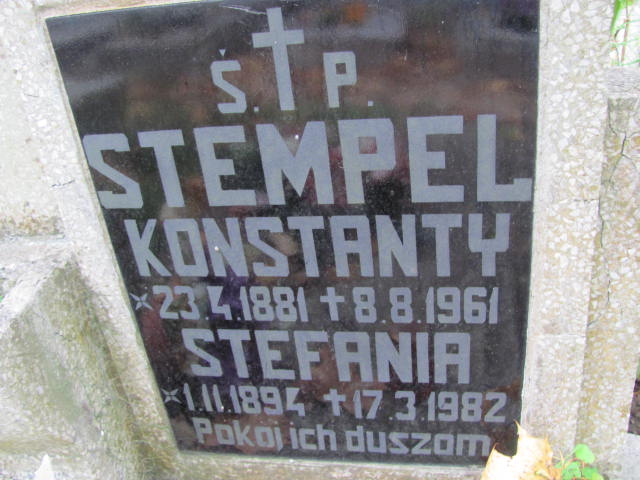 Ś. † P.
STEMPEL
KONSTANTY
* 23.4.1881 † 8.8.1961
STEFANIA
* 1.11.1894 † 17.3.1982
Pokój ich duszom